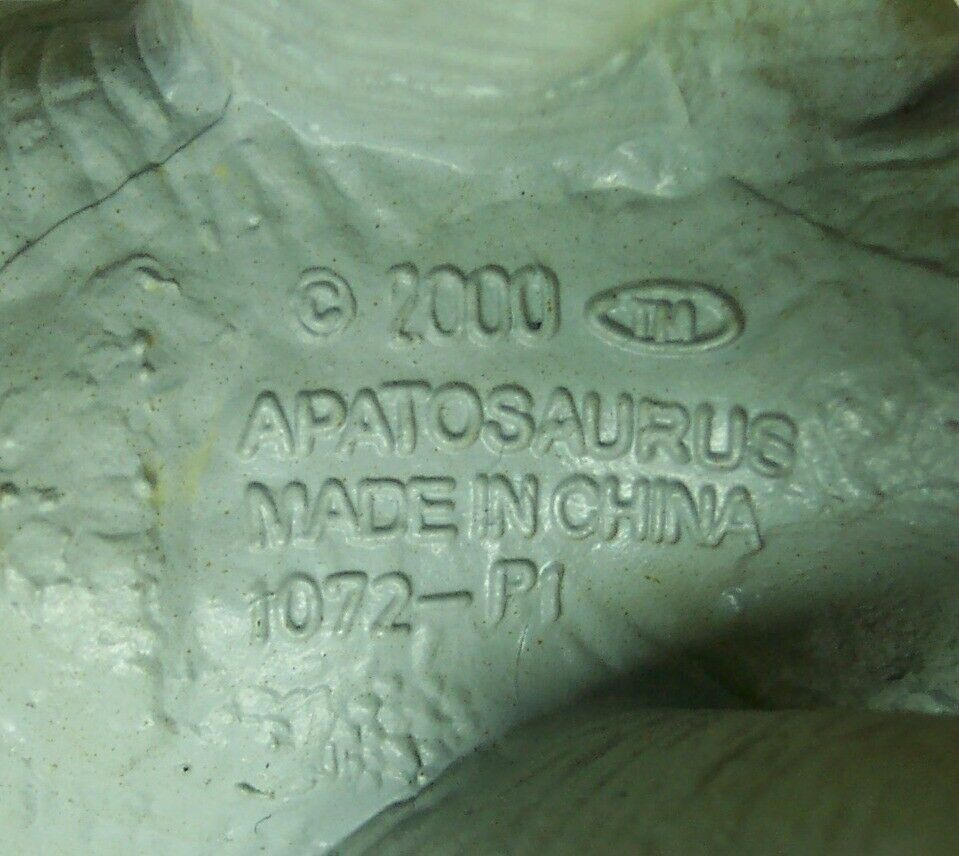 © 2000 TM
APATOSAURUS
MADE IN CHINA
1072-P1